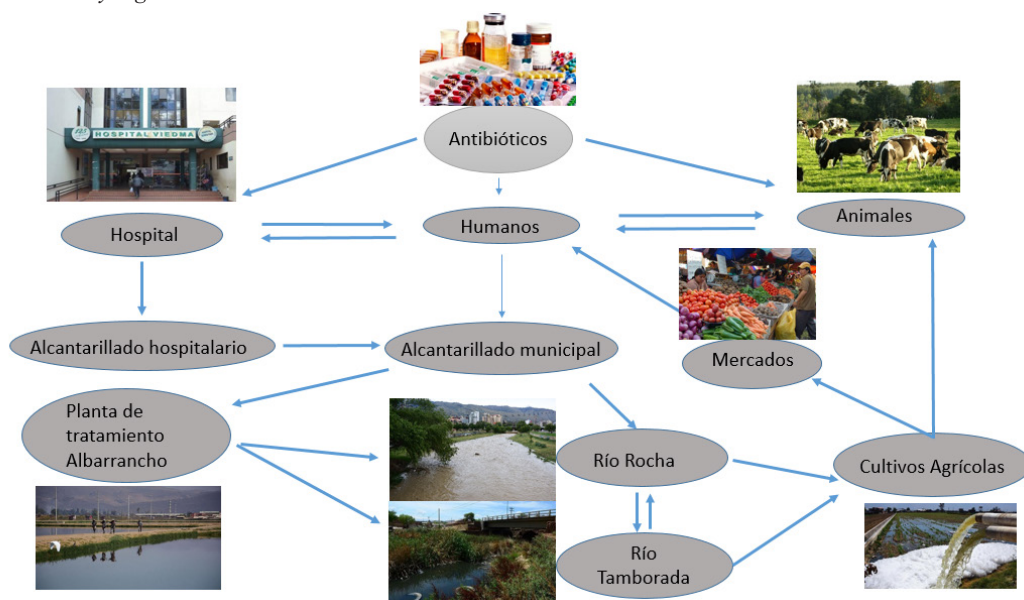 Antibióticos
HOSPITAL VIEDMA
Hospital
Humanos
Animales
Alcantarillado hospitalario
Alcantarillado municipal
Mercados
Planta de
tratamiento
Albarrancho
Río Rocha
Cultivos Agrícolas
Río
Tamborada